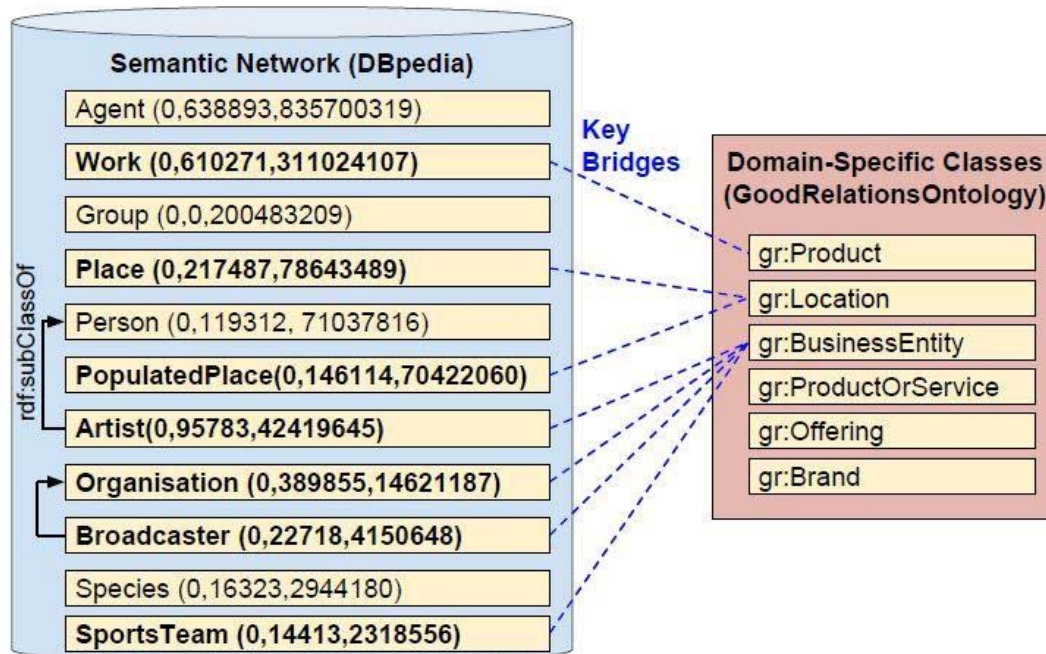 Semantic Network (DBpedia)
Agent (0,638893,835700319)
Work (0,610271,311024107)
Group (0,0,200483209)
Place (0,217487,78643489)
Person (0,119312, 71037816)
PopulatedPlace(0,146114,70422060)
Artist(0,95783,42419645)
Organisation (0,389855,14621187)
Broadcaster (0,22718,4150648)
Species (0,16323,2944180)
SportsTeam (0,14413,2318556)
rdf:subClassOf
Key
Bridges
Domain-Specific Classes
(GoodRelationsOntology)
gr:Product
gr:Location
gr:BusinessEntity
gr:ProductOrService
gr:Offering
gr:Brand